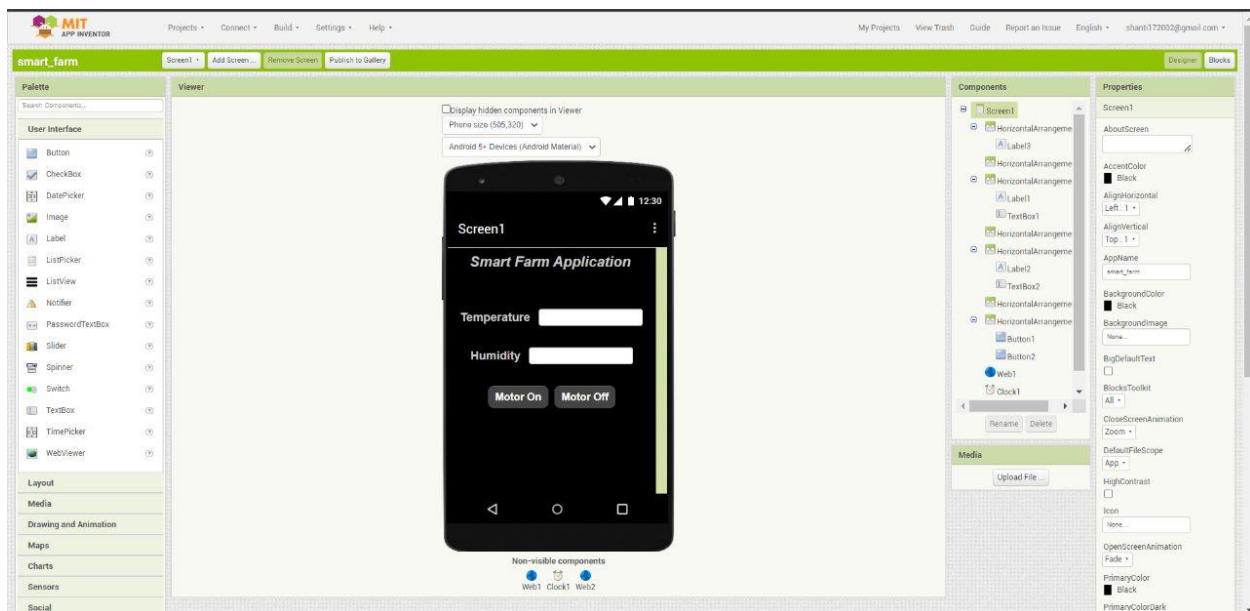 MIT
APP INVENTOR
Projects Connect Build Settings Help
My Projects View Trash Guide Report an Issue English shanti172002@gmail.com
smart_farm
Screen1 Add Screen ... Remove Screen Publish to Gallery
Designer Blocks
Palette
Search Components...
User Interface
Button
CheckBox
DatePicker
Image
Label
ListPicker
ListView
Notifier
PasswordTextBox
Slider
Spinner
Switch
TextBox
TimePicker
WebViewer
Layout
Media
Drawing and Animation
Maps
Charts
Sensors
Social
Viewer
Display hidden components in Viewer
Phone size (505,320)
Android 5+ Devices (Android Material)
12:30
Screen1
Smart Farm Application
Temperature
Humidity
Motor On Motor Off
Non-visible components
Web1 Clock1 Web2
Components
Screen1
HorizontalArrangeme
Label3
HorizontalArrangeme
HorizontalArrangeme
Label1
TextBox1
HorizontalArrangeme
HorizontalArrangeme
Label2
TextBox2
HorizontalArrangeme
HorizontalArrangeme
Button1
Button2
Web1
Clock1
Rename Delete
Media
Upload File ...
Properties
Screen1
AboutScreen
AccentColor
Black
AlignHorizontal
Left : 1
AlignVertical
Top : 1
AppName
smart_farm
BackgroundColor
Black
BackgroundImage
None...
BigDefaultText
BlocksToolkit
All
CloseScreenAnimation
Zoom
DefaultFileScope
App
HighContrast
Icon
None...
OpenScreenAnimation
Fade
PrimaryColor
Black
PrimaryColorDark